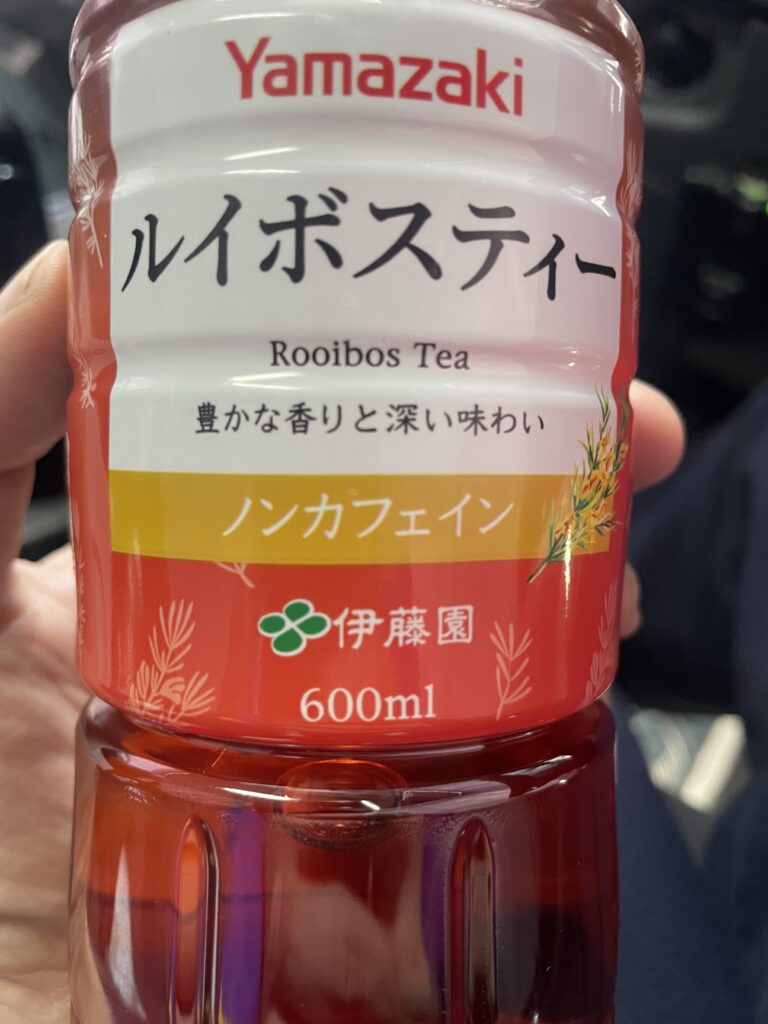 Yamazaki
ルイボスティー
Rooibos Tea
豊かな香りと深い味わい
ノンカフェイン
伊藤園
600ml